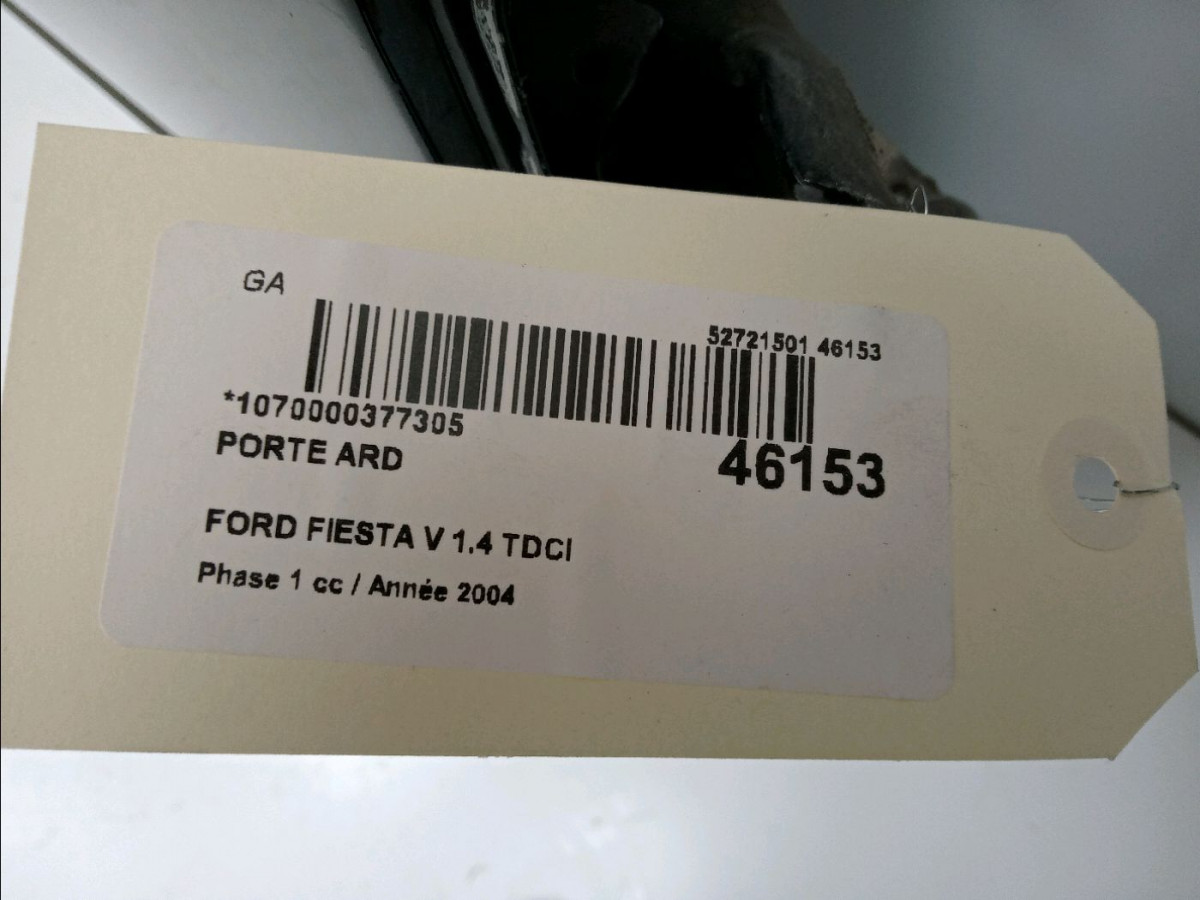 GA
52721501 46153
*1070000377305
PORTE ARD
46153
FORD FIESTA V 1.4 TDCI
Phase 1 cc / Année 2004